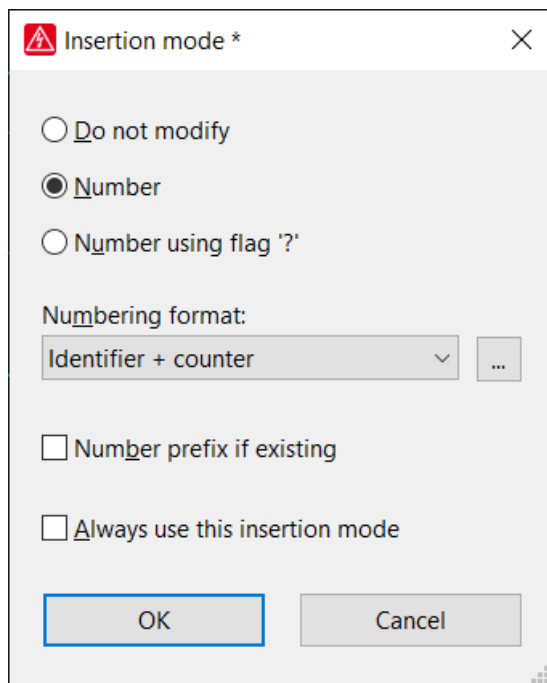 Insertion mode *
Do not modify
Number
Number using flag '?'
Numbering format:
Identifier + counter
...
Number prefix if existing
Always use this insertion mode
OK
Cancel